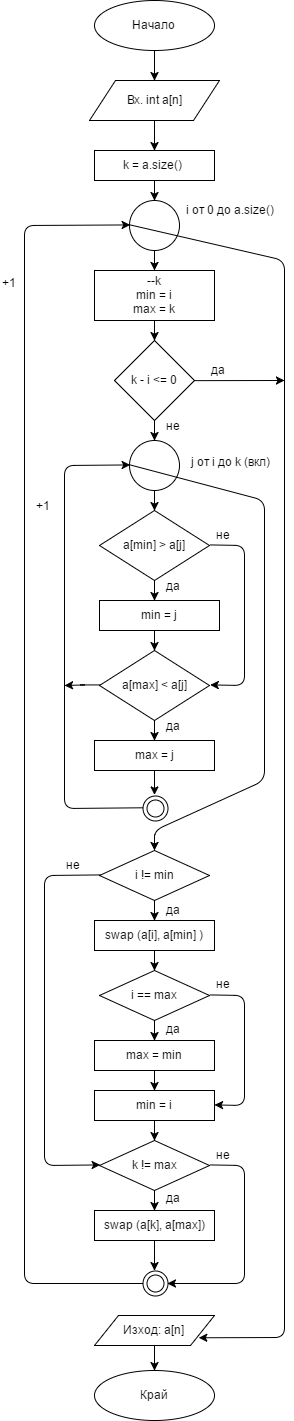 Начало
Вх. int a[n]
k = a.size()
i от 0 до a.size()
+1
--k
min = i
max = k
k - i <= 0
да
не
j от i до k (вкл)
+1
a[min] > a[j]
не
да
min = j
a[max] < a[j]
да
max = j
i != min
не
да
swap (a[i], a[min] )
i == max
не
да
max = min
min = i
k != max
не
да
swap (a[k], a[max])
Изход: a[n]
Край